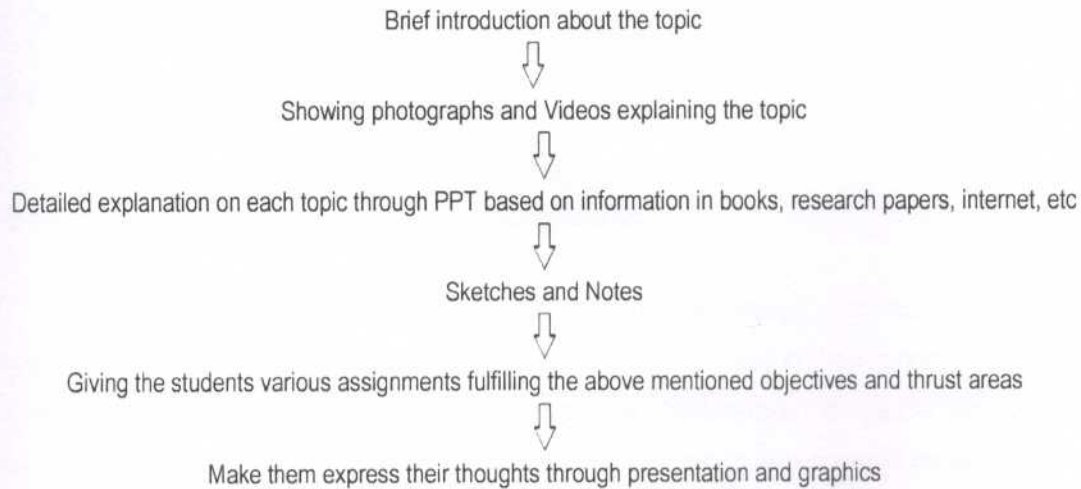 Brief introduction about the topic
Showing photographs and Videos explaining the topic
Detailed explanation on each topic through PPT based on information in books, research papers, internet, etc
Sketches and Notes
Giving the students various assignments fulfilling the above mentioned objectives and thrust areas
Make them express their thoughts through presentation and graphics